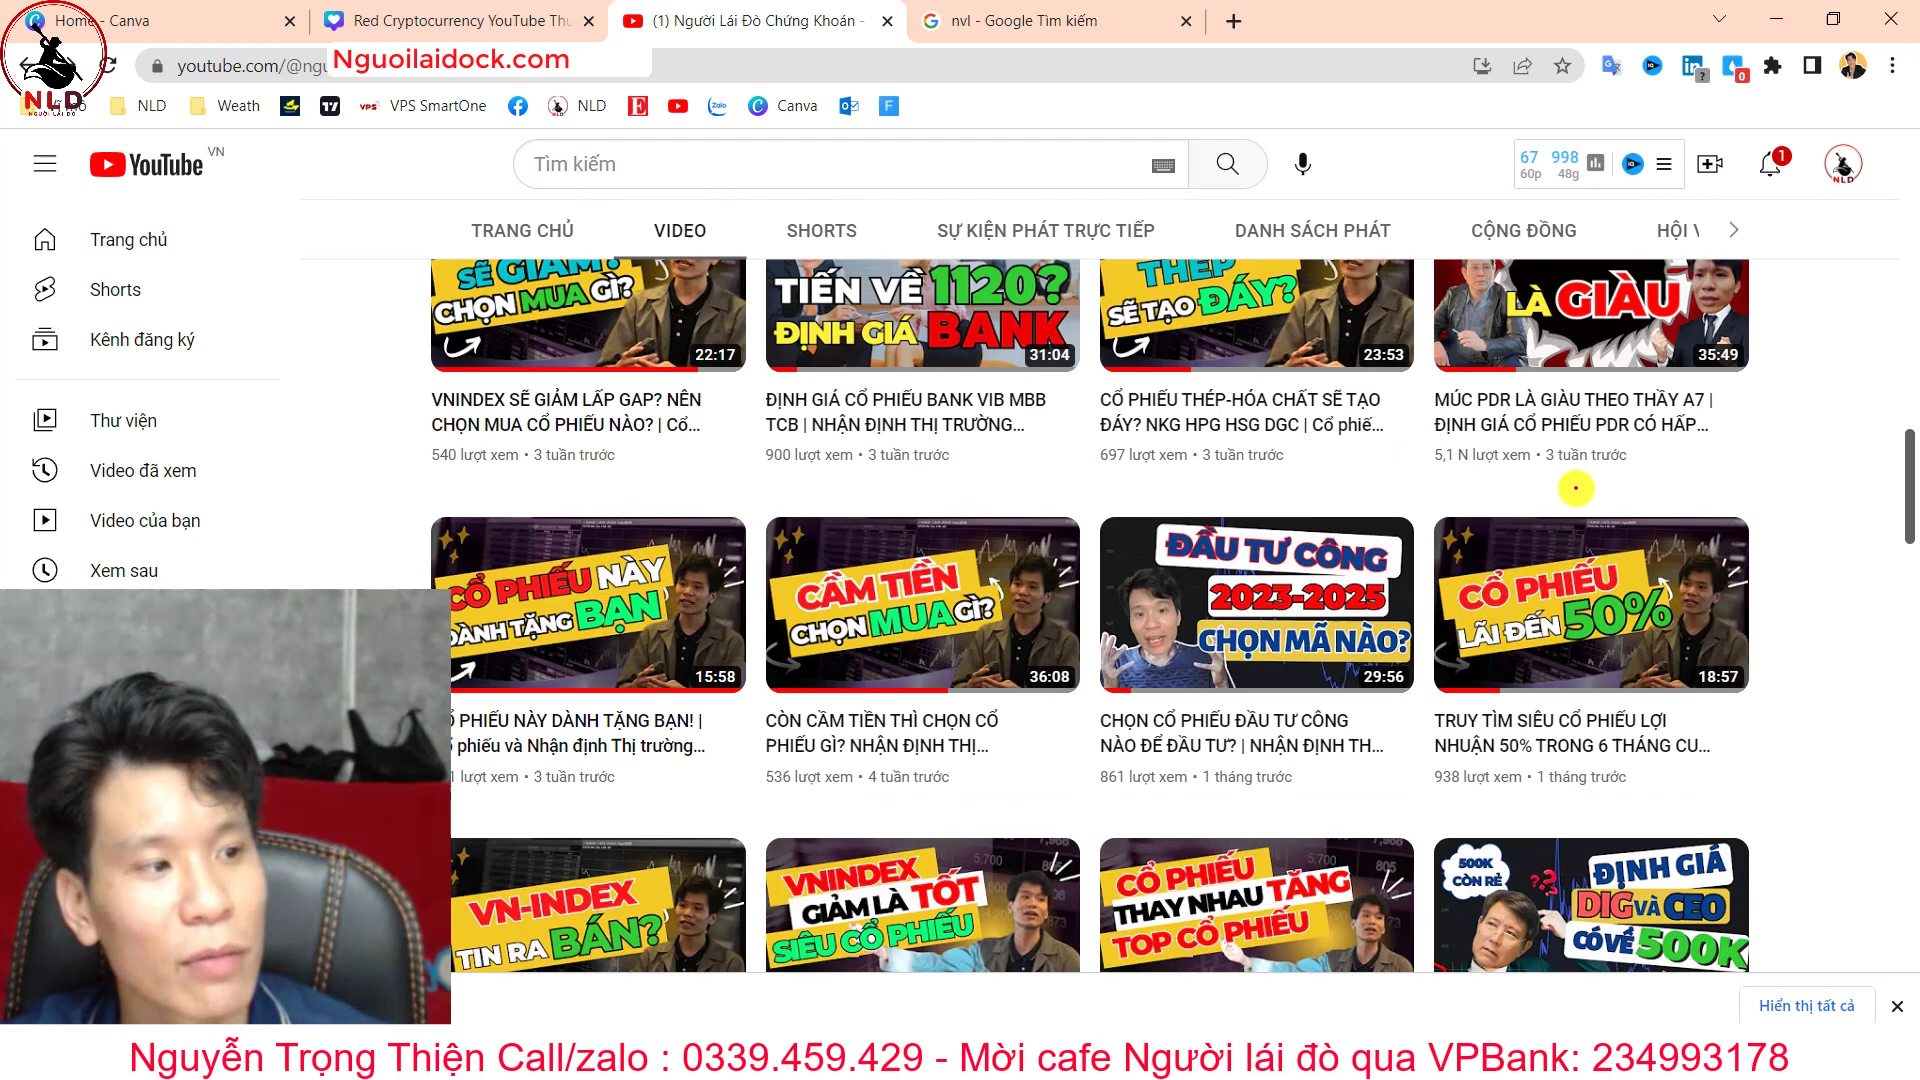 Home - Canva
Red Cryptocurrency YouTube Thu
(1) Người Lái Đò Chứng Khoán -
nvl - Google Tìm kiếm
youtube.com/@ngu
Nguoilaidock.com
NLD
NGƯỜI LÁI ĐÒ
NLD
Weath
VPS SmartOne
NLD
Canva
YouTube VN
Tìm kiếm
67 998
60p 48g
1
TRANG CHỦ
VIDEO
SHORTS
SỰ KIỆN PHÁT TRỰC TIẾP
DANH SÁCH PHÁT
CỘNG ĐỒNG
HỘI V
Trang chủ
Shorts
Kênh đăng ký
Thư viện
Video đã xem
Video của bạn
Xem sau
SẼ GIẢM?
CHỌN MUA GÌ?
22:17
TIẾN VỀ 1120?
ĐỊNH GIÁ BANK
31:04
THÉP
SẼ TẠO ĐÁY?
23:53
LÀ GIÀU
35:49
VNINDEX SẼ GIẢM LẤP GAP? NÊN
CHỌN MUA CỔ PHIẾU NÀO? | Cổ...
540 lượt xem • 3 tuần trước
ĐỊNH GIÁ CỔ PHIẾU BANK VIB MBB
TCB | NHẬN ĐỊNH THỊ TRƯỜNG...
900 lượt xem • 3 tuần trước
CỔ PHIẾU THÉP-HÓA CHẤT SẼ TẠO
ĐÁY? NKG HPG HSG DGC | Cổ phiế...
697 lượt xem • 3 tuần trước
MÚC PDR LÀ GIÀU THEO THẦY A7 |
ĐỊNH GIÁ CỔ PHIẾU PDR CÓ HẤP...
5,1 N lượt xem • 3 tuần trước
CỔ PHIẾU NÀY
DÀNH TẶNG BẠN
15:58
CẦM TIỀN
CHỌN MUA GÌ?
36:08
ĐẦU TƯ CÔNG
2023-2025
CHỌN MÃ NÀO?
29:56
CỔ PHIẾU
LÃI ĐẾN 50%
18:57
PHIẾU NÀY DÀNH TẶNG BẠN! |
phiếu và Nhận định Thị trường...
lượt xem • 3 tuần trước
CÒN CẦM TIỀN THÌ CHỌN CỔ
PHIẾU GÌ? NHẬN ĐỊNH THỊ...
536 lượt xem • 4 tuần trước
CHỌN CỔ PHIẾU ĐẦU TƯ CÔNG
NÀO ĐỂ ĐẦU TƯ? | NHẬN ĐỊNH TH...
861 lượt xem • 1 tháng trước
TRUY TÌM SIÊU CỔ PHIẾU LỢI
NHUẬN 50% TRONG 6 THÁNG CU...
938 lượt xem • 1 tháng trước
VN-INDEX
TIN RA BÁN?
VNINDEX
GIẢM LÀ TỐT
SIÊU CỔ PHIẾU
CỔ PHIẾU
THAY NHAU TĂNG
TOP CỔ PHIẾU
500K
CÒN RẺ
ĐỊNH GIÁ
DIG VÀ CEO
CÓ VỀ 500K
Hiển thị tất cả
Nguyễn Trọng Thiện Call/zalo : 0339.459.429 - Mời cafe Người lái đò qua VPBank: 234993178